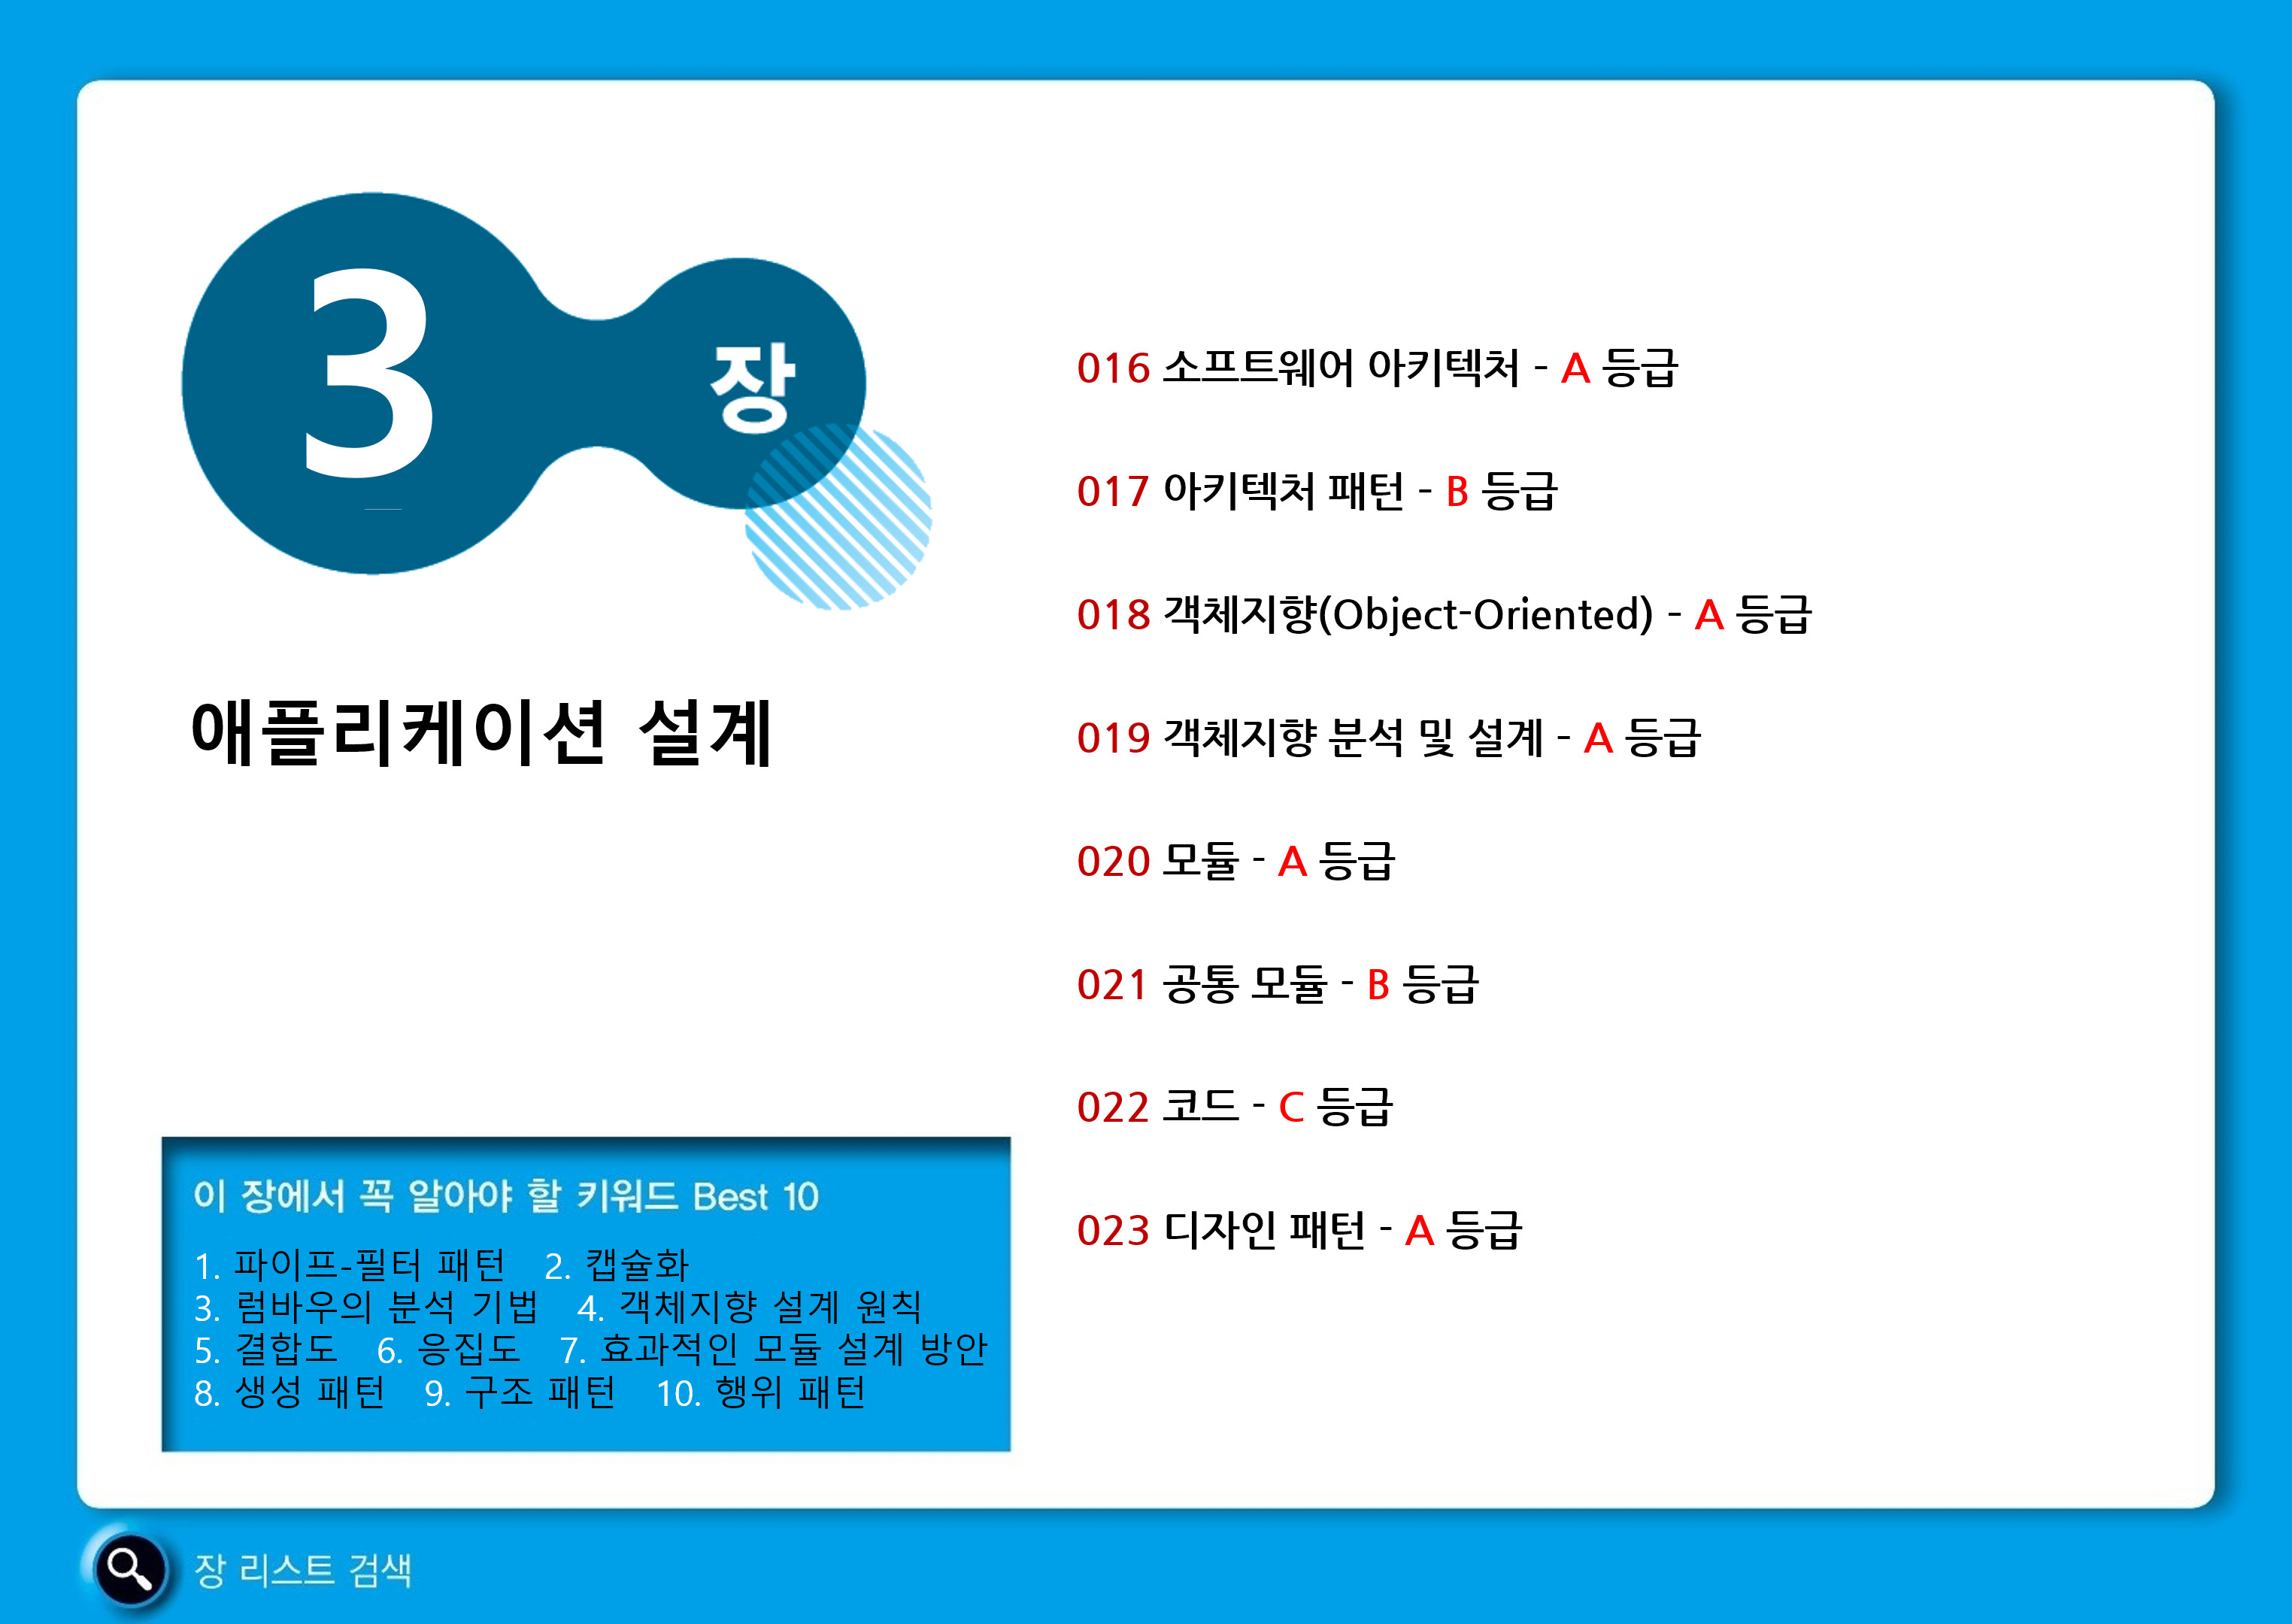 3 장
애플리케이션 설계
016 소프트웨어 아키텍처 - A 등급
017 아키텍처 패턴 - B 등급
018 객체지향(Object-Oriented) - A 등급
019 객체지향 분석 및 설계 - A 등급
020 모듈 - A 등급
021 공통 모듈 - B 등급
022 코드 - C 등급
023 디자인 패턴 - A 등급
이 장에서 꼭 알아야 할 키워드 Best 10
1. 파이프-필터 패턴 2. 캡슐화
3. 럼바우의 분석 기법 4. 객체지향 설계 원칙
5. 결합도 6. 응집도 7. 효과적인 모듈 설계 방안
8. 생성 패턴 9. 구조 패턴 10. 행위 패턴
장 리스트 검색